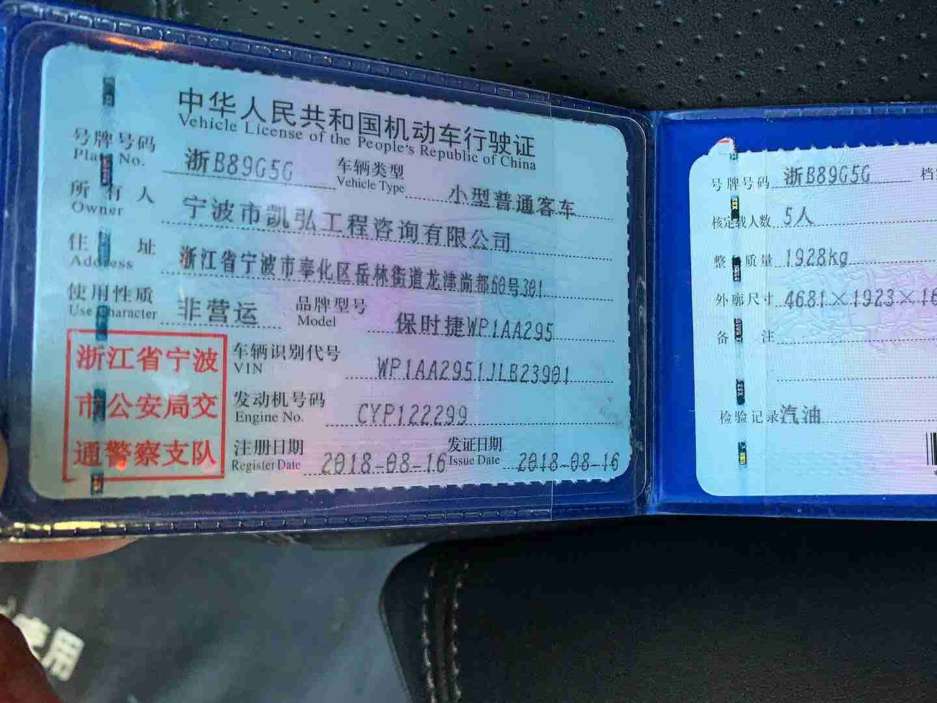 中华人民共和国机动车行驶证
Vehicle License of the People's Republic of China
号牌号码 浙B89G5G 车辆类型 小型普通客车
Plate No. Vehicle Type
所有人 宁波市凯弘工程咨询有限公司
Owner
住址 浙江省宁波市奉化区岳林街道龙津尚都60号301
Address
使用性质 非营运 品牌型号 保时捷WP1AA295
Use Character Model
浙江省宁波
市公安局交
通警察支队
车辆识别代号 WP1AA2951JLB23901
VIN
发动机号码 CYP122299
Engine No.
注册日期 2018-08-16 发证日期 2018-08-16
Register Date Issue Date
号牌号码 浙B89G5G 档
核定载人数 5人
整备质量 1928kg
外廓尺寸 4681×1923×16
备注
检验记录 汽油
用